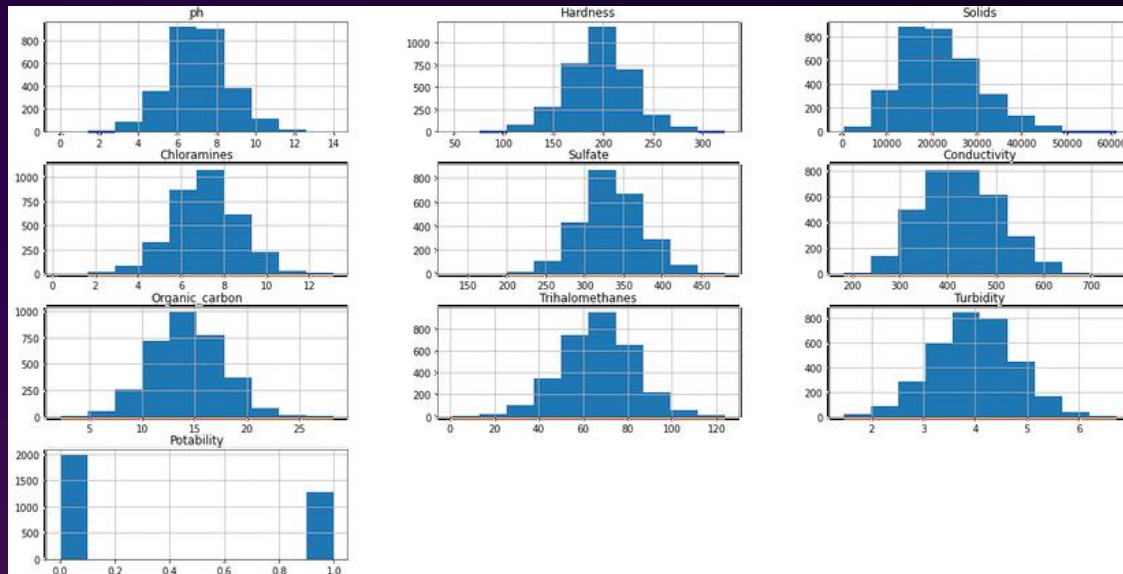 ph
Hardness
Solids
800
600
400
200
0
0 2 4 6 8 10 12 14
1000
750
500
250
0
50 100 150 200 250 300
800
600
400
200
0
0 10000 20000 30000 40000 50000 60000
Chloramines
Sulfate
Conductivity
1000
750
500
250
0
0 2 4 6 8 10 12
800
600
400
200
0
150 200 250 300 350 400 450
800
600
400
200
0
200 300 400 500 600 700
Organic_carbon
Trihalomethanes
Turbidity
1000
750
500
250
0
5 10 15 20 25
800
600
400
200
0
0 20 40 60 80 100 120
800
600
400
200
0
2 3 4 5 6
Potability
2000
1500
1000
500
0
0.0 0.2 0.4 0.6 0.8 1.0